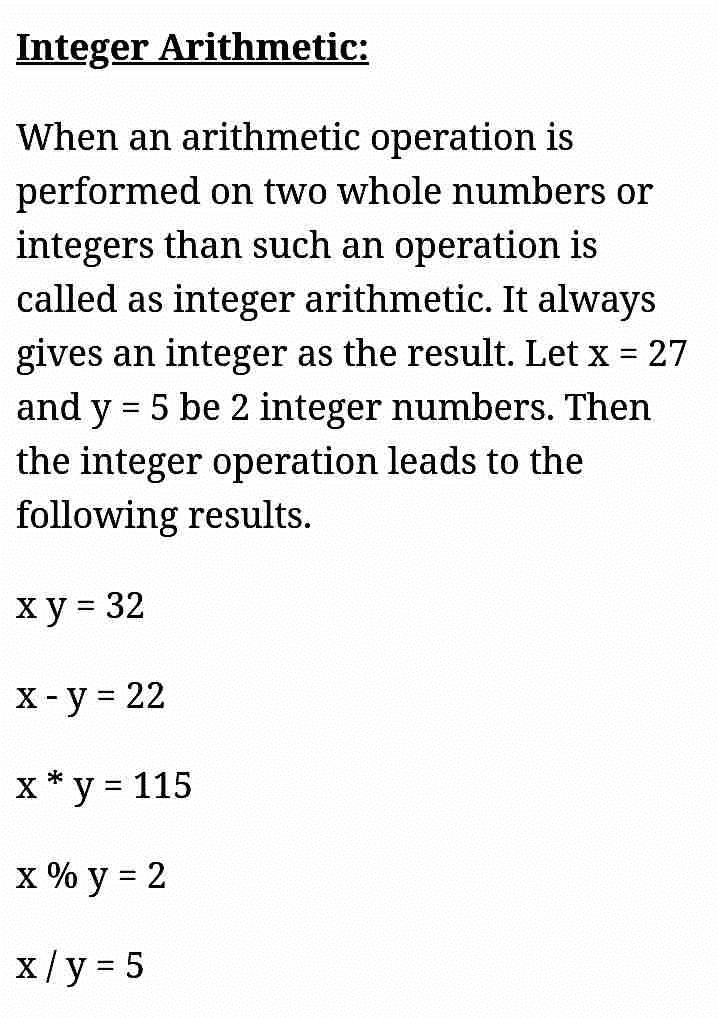 Integer Arithmetic:
When an arithmetic operation is
performed on two whole numbers or
integers than such an operation is
called as integer arithmetic. It always
gives an integer as the result. Let x = 27
and y = 5 be 2 integer numbers. Then
the integer operation leads to the
following results.
x y = 32
x - y = 22
x * y = 115
x % y = 2
x / y = 5